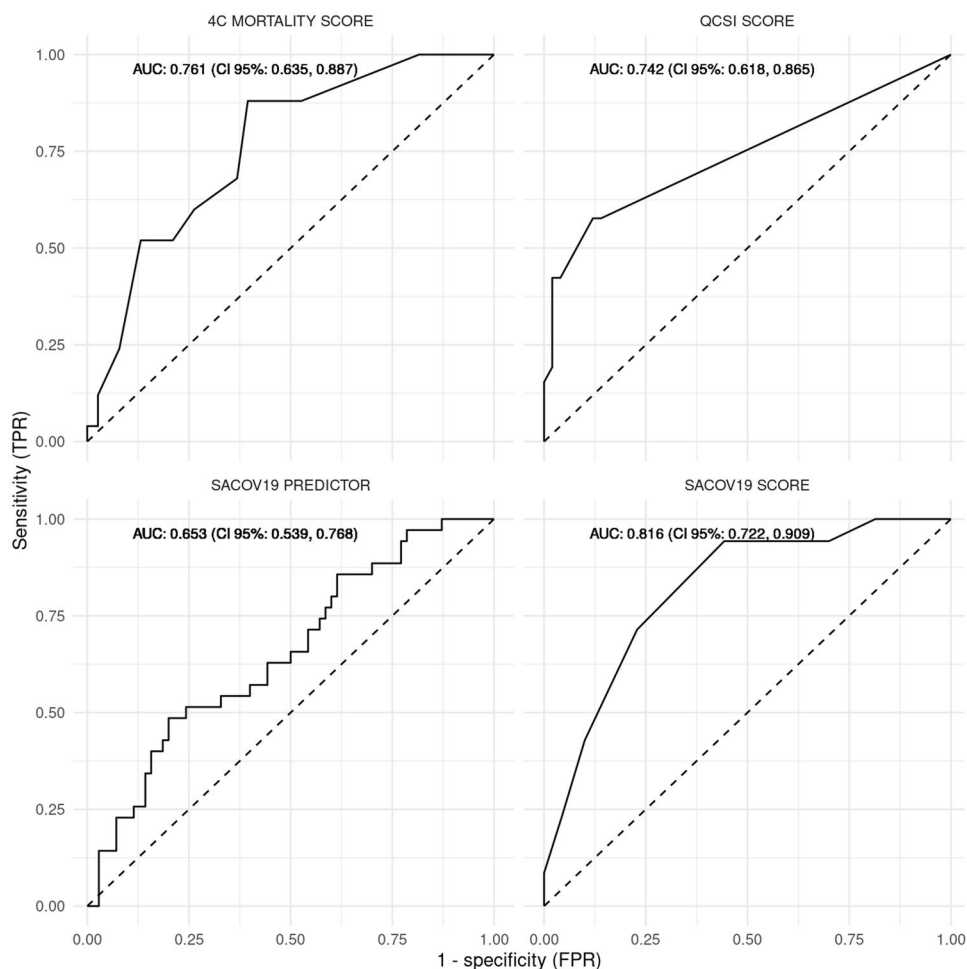 4C MORTALITY SCORE
QCSI SCORE
AUC: 0.761 (CI 95%: 0.635, 0.887)
AUC: 0.742 (CI 95%: 0.618, 0.865)
1.00
0.75
0.50
0.25
0.00
Sensitivity (TPR)
SACOV19 PREDICTOR
SACOV19 SCORE
AUC: 0.653 (CI 95%: 0.539, 0.768)
AUC: 0.816 (CI 95%: 0.722, 0.909)
1.00
0.75
0.50
0.25
0.00
0.00 0.25 0.50 0.75 1.00
0.00 0.25 0.50 0.75 1.00
1 - specificity (FPR)